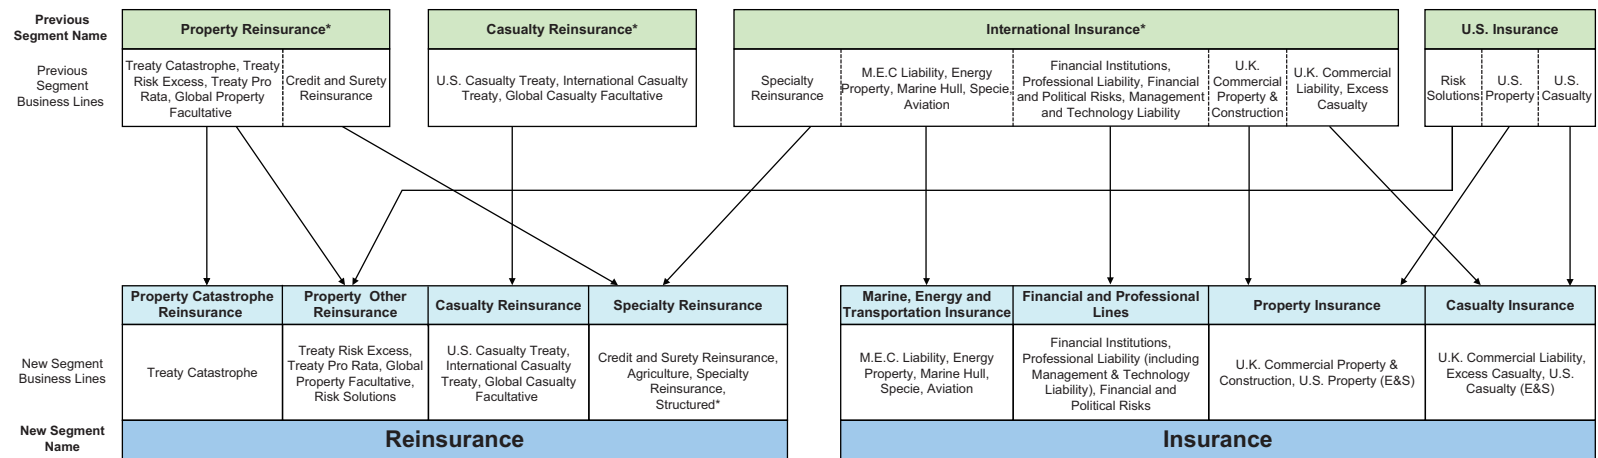 Previous
Segment Name
Property Reinsurance*
Casualty Reinsurance*
International Insurance*
U.S. Insurance
Previous
Segment
Business Lines
Treaty Catastrophe, Treaty
Risk Excess, Treaty Pro
Rata, Global Property
Facultative
Credit and Surety
Reinsurance
U.S. Casualty Treaty, International Casualty
Treaty, Global Casualty Facultative
Specialty
Reinsurance
M.E.C Liability, Energy
Property, Marine Hull, Specie,
Aviation
Financial Institutions,
Professional Liability, Financial
and Political Risks, Management
and Technology Liability
U.K.
Commercial
Property &
Construction
U.K. Commercial
Liability, Excess
Casualty
Risk
Solutions
U.S.
Property
U.S.
Casualty
Property Catastrophe
Reinsurance
Property Other
Reinsurance
Casualty Reinsurance
Specialty Reinsurance
Marine, Energy and
Transportation Insurance
Financial and Professional
Lines
Property Insurance
Casualty Insurance
New Segment
Business Lines
Treaty Catastrophe
Treaty Risk Excess,
Treaty Pro Rata, Global
Property Facultative,
Risk Solutions
U.S. Casualty Treaty,
International Casualty
Treaty, Global Casualty
Facultative
Credit and Surety Reinsurance,
Agriculture, Specialty
Reinsurance,
Structured*
M.E.C. Liability, Energy
Property, Marine Hull,
Specie, Aviation
Financial Institutions,
Professional Liability (including
Management & Technology
Liability), Financial and
Political Risks
U.K. Commercial Property &
Construction, U.S. Property (E&S)
U.K. Commercial Liability,
Excess Casualty, U.S.
Casualty (E&S)
New Segment
Name
Reinsurance
Insurance